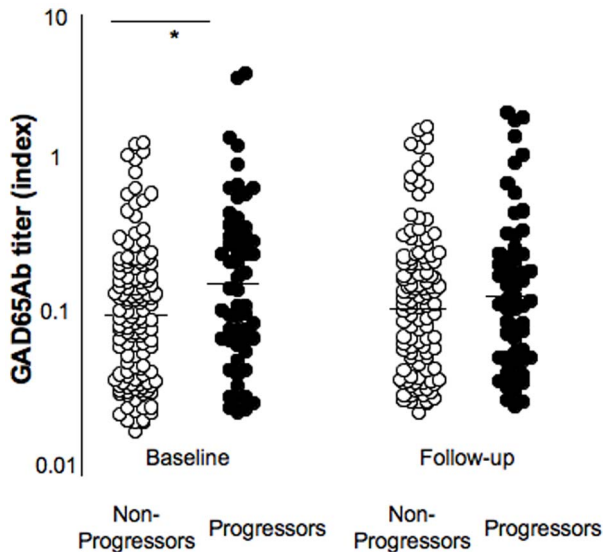 10
*
1
GAD65Ab titer (index)
0.1
0.01
Baseline
Follow-up
Non-
Progressors
Progressors
Non-
Progressors
Progressors